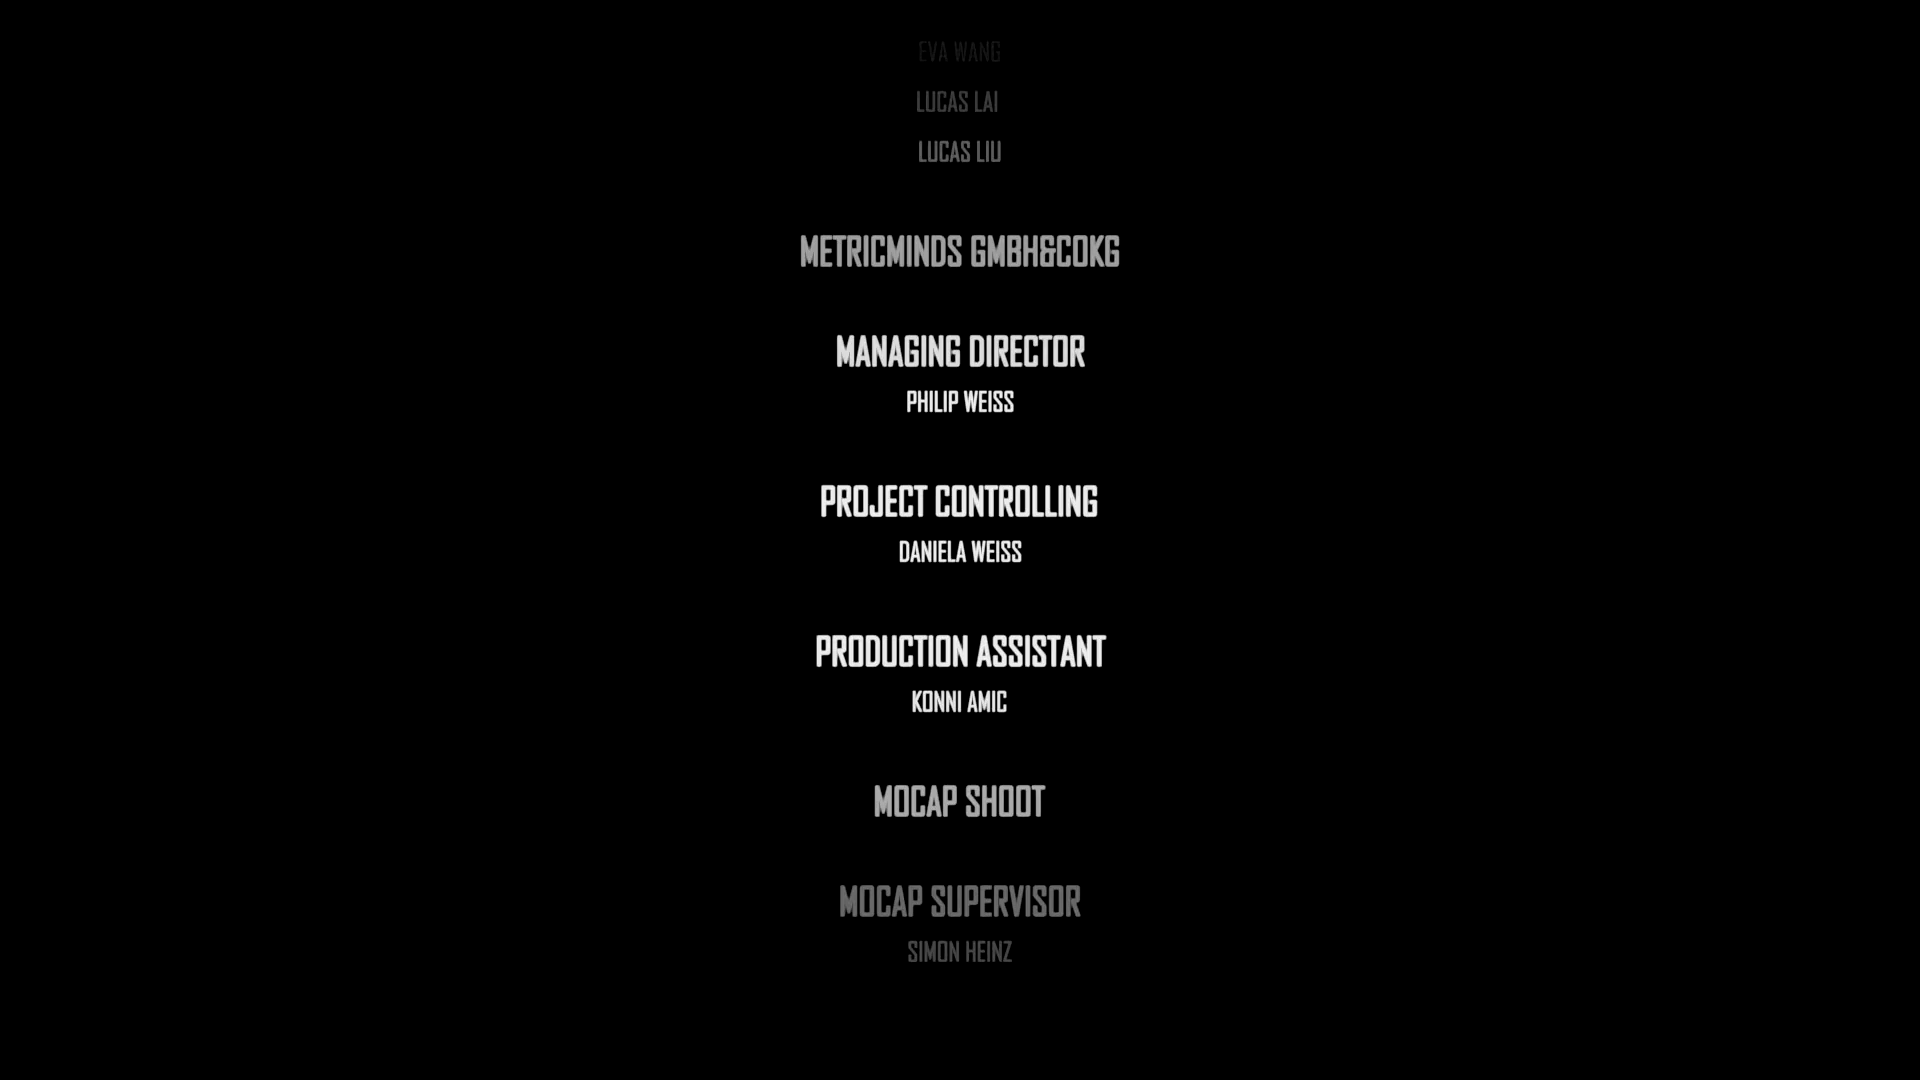 EVA WANG
LUCAS LAI
LUCAS LIU
METRICMINDS GMBH&COKG
MANAGING DIRECTOR
PHILIP WEISS
PROJECT CONTROLLING
DANIELA WEISS
PRODUCTION ASSISTANT
KONNI AMIC
MOCAP SHOOT
MOCAP SUPERVISOR
SIMON HEINZ